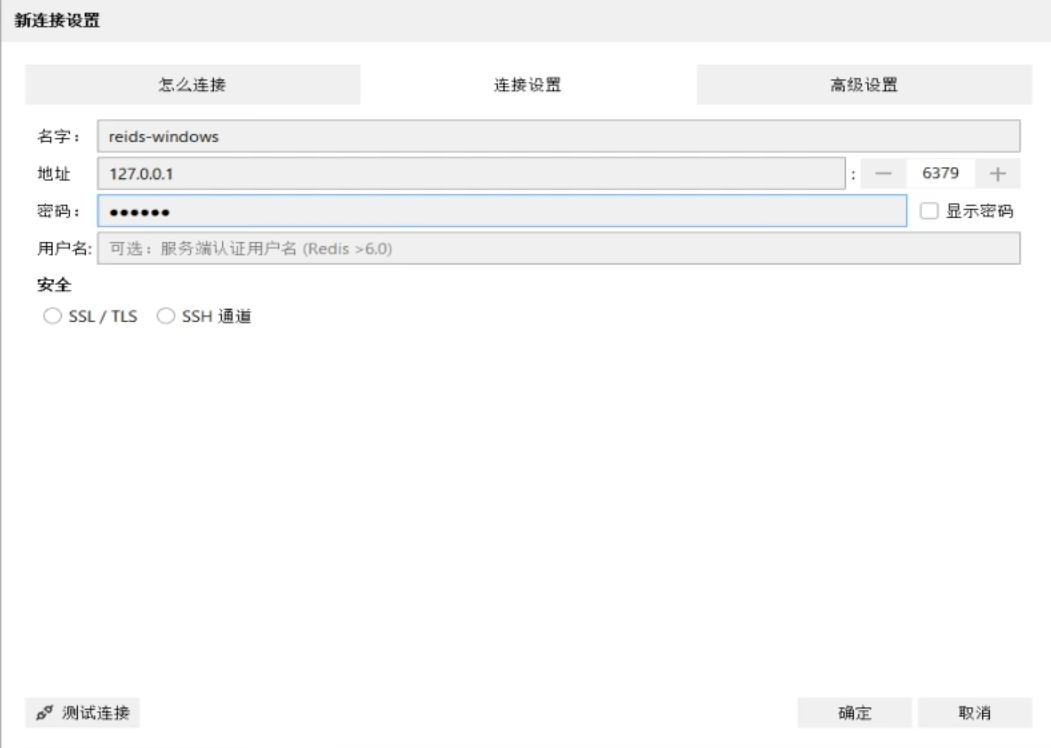 新连接设置
怎么连接 连接设置 高级设置
名字： reids-windows
地址 127.0.0.1 : — 6379 +
密码： ●●●●●● 显示密码
用户名: 可选：服务端认证用户名 (Redis >6.0)
安全
SSL / TLS SSH 通道
测试连接 确定 取消